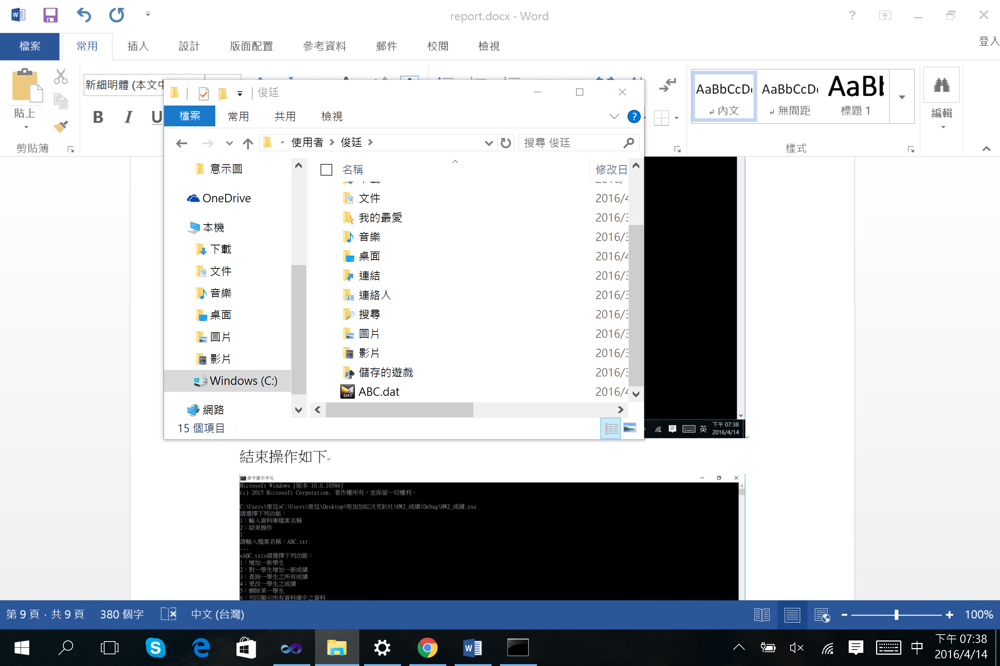 report.docx - Word
檔案 常用 插入 設計 版面配置 參考資料 郵件 校閱 檢視 登入
新細明體 (本文中
貼上
B I U
剪貼簿
AaBbCcD
AaBbCcD
AaBl
↲ 內文
↲ 無間距
標題 1
樣式
編輯
俊廷
檔案 常用 共用 檢視
« 使用者 俊廷
搜尋 俊廷
意示圖
OneDrive
本機
下載
文件
音樂
桌面
圖片
影片
Windows (C:)
網路
名稱 修改日
下載 2016/
文件 2016/4
我的最愛 2016/3
音樂 2016/3
桌面 2016/4
連結 2016/3
連絡人 2016/3
搜尋 2016/3
圖片 2016/3
影片 2016/3
儲存的遊戲 2016/3
DAT ABC.dat 2016/4
15 個項目
英 下午 07:38
2016/4/14
結束操作如下
命令提示字元
Microsoft Windows [版本 10.0.10586]
(c) 2015 Microsoft Corporation. 著作權所有，並保留一切權利。
C:\Users\俊廷>C:\Users\俊廷\Desktop\吸加加紅沃克趴吐\HW2_成績\Debug\HW2_成績.exe
請選擇下列功能：
1：輸入資料庫檔案名稱
2：結束操作
1
請輸入檔案名稱：ABC.txt
---
<ABC.txt>請選擇下列功能：
1：增加一新學生
2：對一學生增加一新成績
3：查詢一學生之所有成績
4：更改一學生之成績
5：刪除某一學生
6：列印顯示所有資料庫中之資料
第 9 頁，共 9 頁 380 個字 中文 (台灣) 100%
中 下午 07:38
2016/4/14